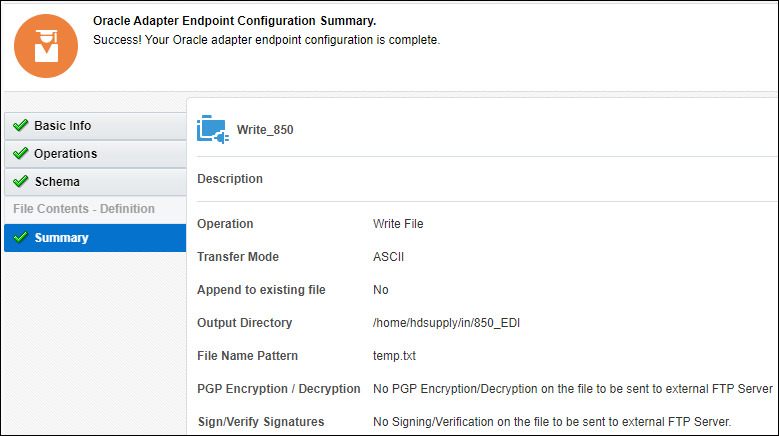 Oracle Adapter Endpoint Configuration Summary.
Success! Your Oracle adapter endpoint configuration is complete.
Basic Info
Operations
Schema
File Contents - Definition
Summary
Write_850
Description
Operation Write File
Transfer Mode ASCII
Append to existing file No
Output Directory /home/hdsupply/in/850_EDI
File Name Pattern temp.txt
PGP Encryption / Decryption No PGP Encryption/Decryption on the file to be sent to external FTP Server
Sign/Verify Signatures No Signing/Verification on the file to be sent to external FTP Server.